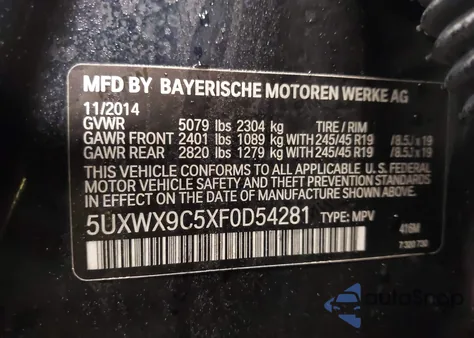 MFD BY BAYERISCHE MOTOREN WERKE AG
11/2014
GVWR 5079 lbs 2304 kg TIRE / RIM
GAWR FRONT 2401 lbs 1089 kg WITH 245/45 R19 /8.5J x 19
GAWR REAR 2820 lbs 1279 kg WITH 245/45 R19 /8.5J x 19
THIS VEHICLE CONFORMS TO ALL APPLICABLE U.S. FEDERAL
MOTOR VEHICLE SAFETY, BUMPER, AND THEFT PREVENTION
STANDARDS IN EFFECT ON THE DATE OF MANUFACTURE SHOWN ABOVE.
5UXWX9C5XF0D54281 TYPE: MPV
416M
7 320 730
autoSnap